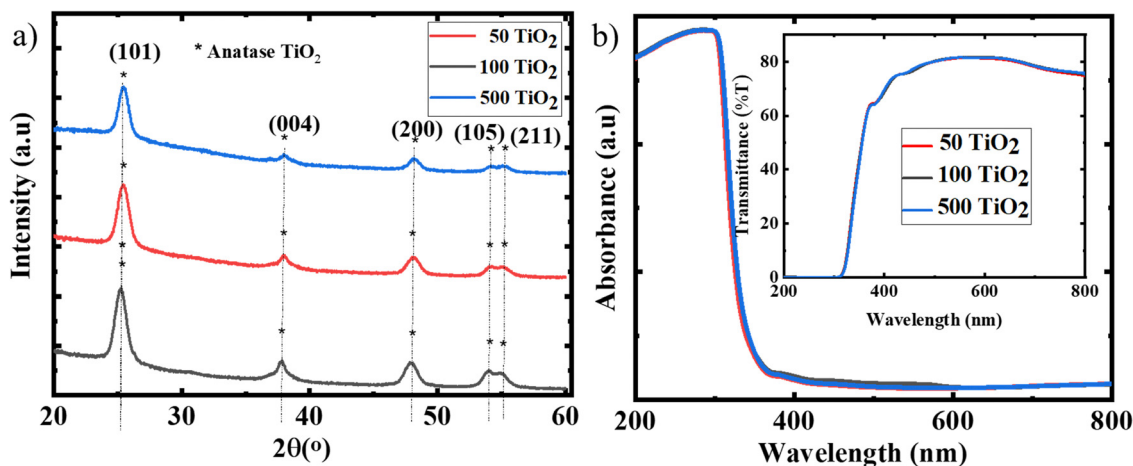 a)
(101)
* Anatase TiO2
50 TiO2
100 TiO2
500 TiO2
*
(004)
*
(200)
*
(105)
*
(211)
*
*
*
*
*
*
*
*
*
*
*
Intensity (a.u)
20 30 40 50 60
2θ(o)
b)
Absorbance (a.u)
200 400 600 800
Wavelength (nm)
Transmittance (%T)
80
60
40
20
0
50 TiO2
100 TiO2
500 TiO2
200 400 600 800
Wavelength (nm)